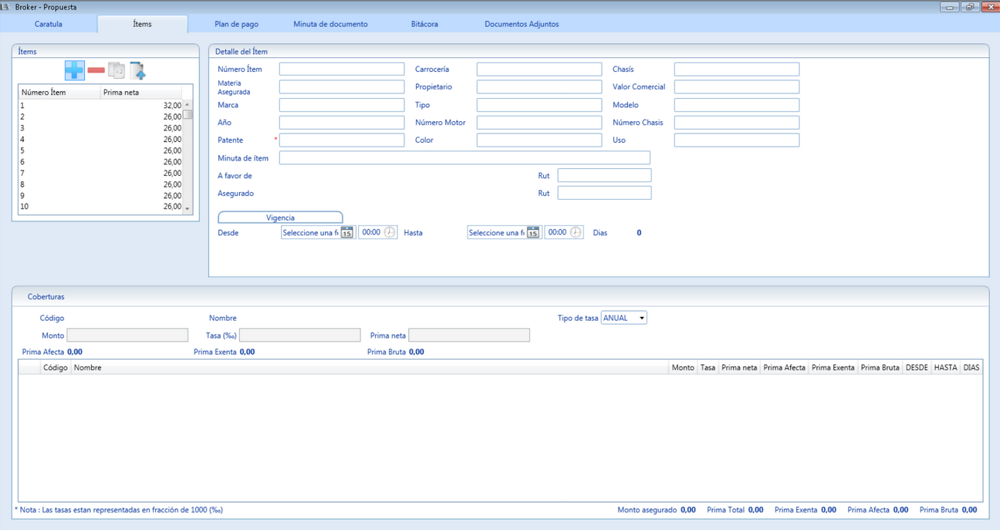 Broker - Propuesta
Caratula Ítems Plan de pago Minuta de documento Bitácora Documentos Adjuntos
Ítems
Número Ítem Prima neta
1 32,00
2 26,00
3 26,00
4 26,00
5 26,00
6 26,00
7 26,00
8 26,00
9 26,00
10 26,00
Detalle del Ítem
Número Ítem Carrocería Chasís
Materia
Asegurada Propietario Valor Comercial
Marca Tipo Modelo
Año Número Motor Número Chasis
Patente * Color Uso
Minuta de ítem
A favor de Rut
Asegurado Rut
Vigencia
Desde Seleccione una f 15 00:00 Hasta Seleccione una f 15 00:00 Dias 0
Coberturas
Código Nombre Tipo de tasa ANUAL
Monto Tasa (‰) Prima neta
Prima Afecta 0,00 Prima Exenta 0,00 Prima Bruta 0,00
Código Nombre Monto Tasa Prima neta Prima Afecta Prima Exenta Prima Bruta DESDE HASTA DIAS
* Nota : Las tasas estan representadas en fracción de 1000 (‰) Monto asegurado 0,00 Prima Total 0,00 Prima Exenta 0,00 Prima Afecta 0,00 Prima Bruta 0,00